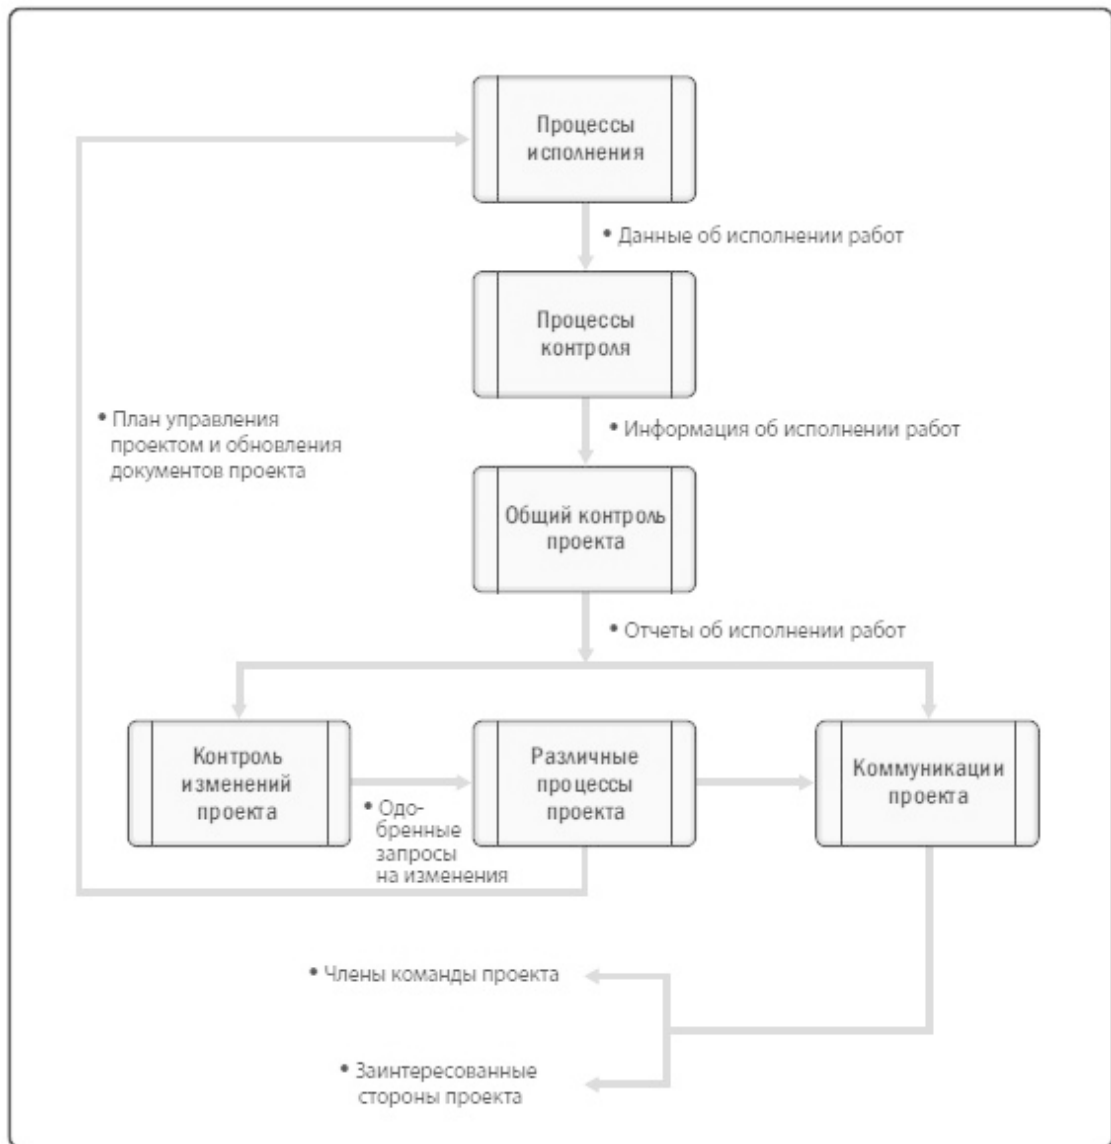 Процессы
исполнения
• Данные об исполнении работ
Процессы
контроля
• План управления
проектом и обновления
документов проекта
• Информация об исполнении работ
Общий контроль
проекта
• Отчеты об исполнении работ
Контроль
изменений
проекта
• Одо-
бренные
запросы
на изменения
Различные
процессы
проекта
Коммуникации
проекта
• Члены команды проекта
• Заинтересованные
стороны проекта